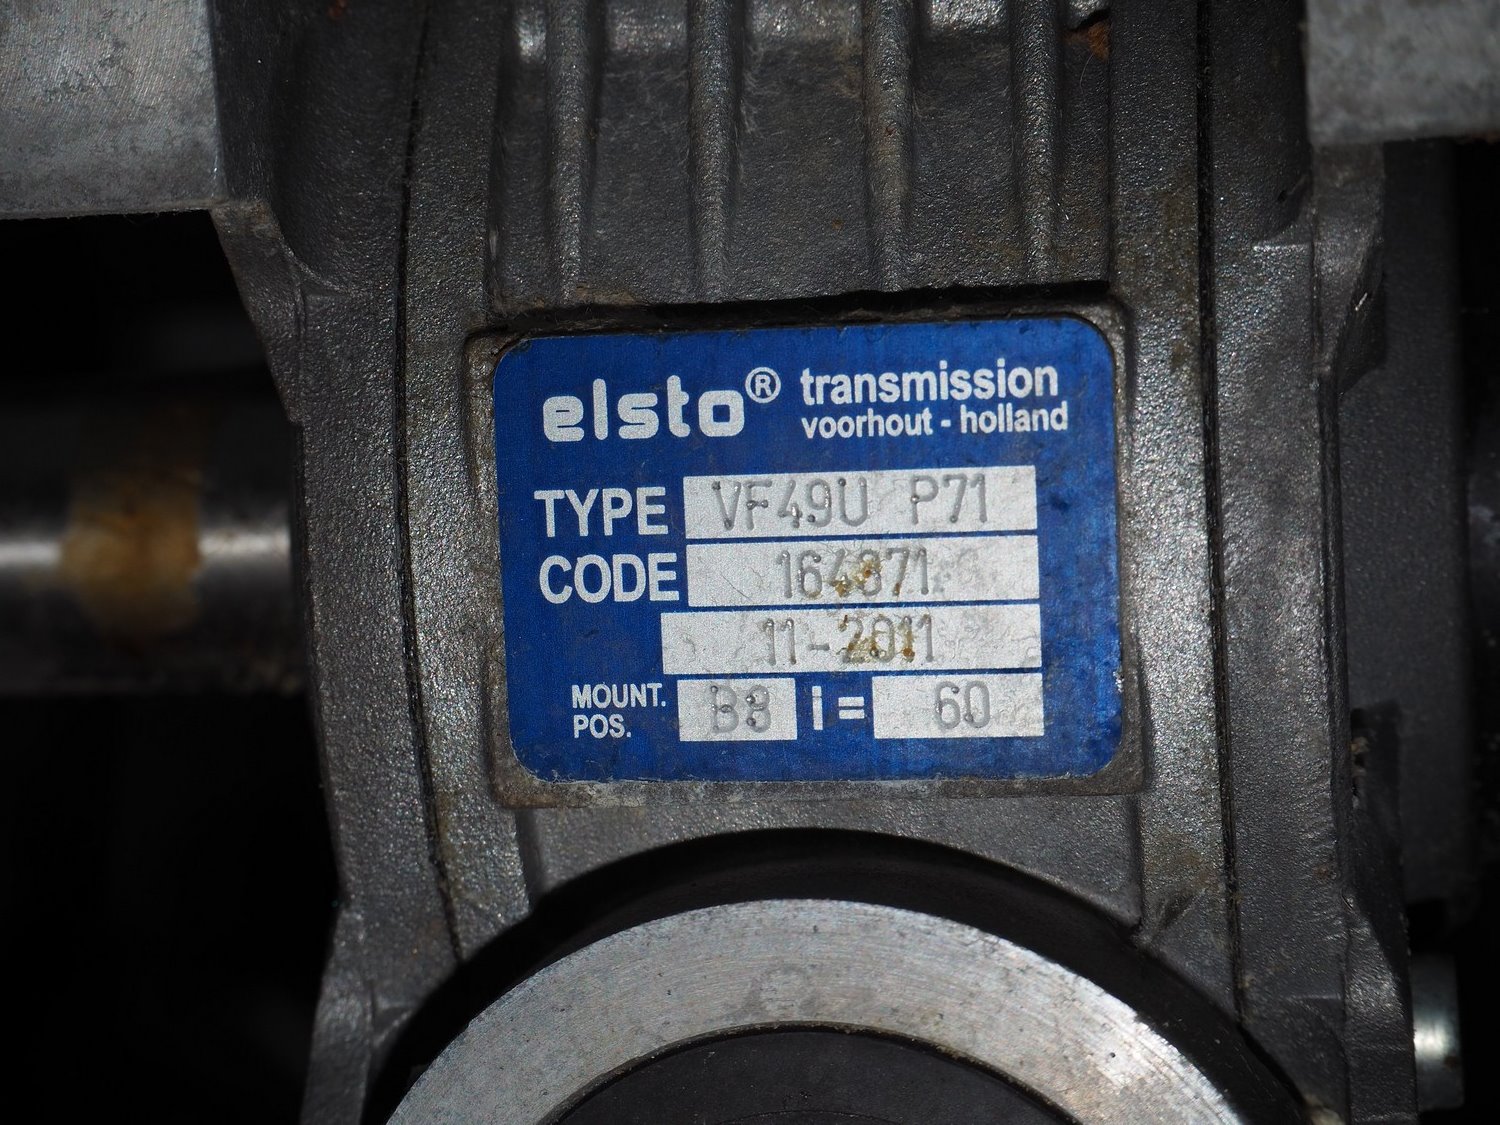 elsto® transmission
voorhout - holland
TYPE VF49U P71
CODE 164871
11-2011
MOUNT. POS. B3 i = 60